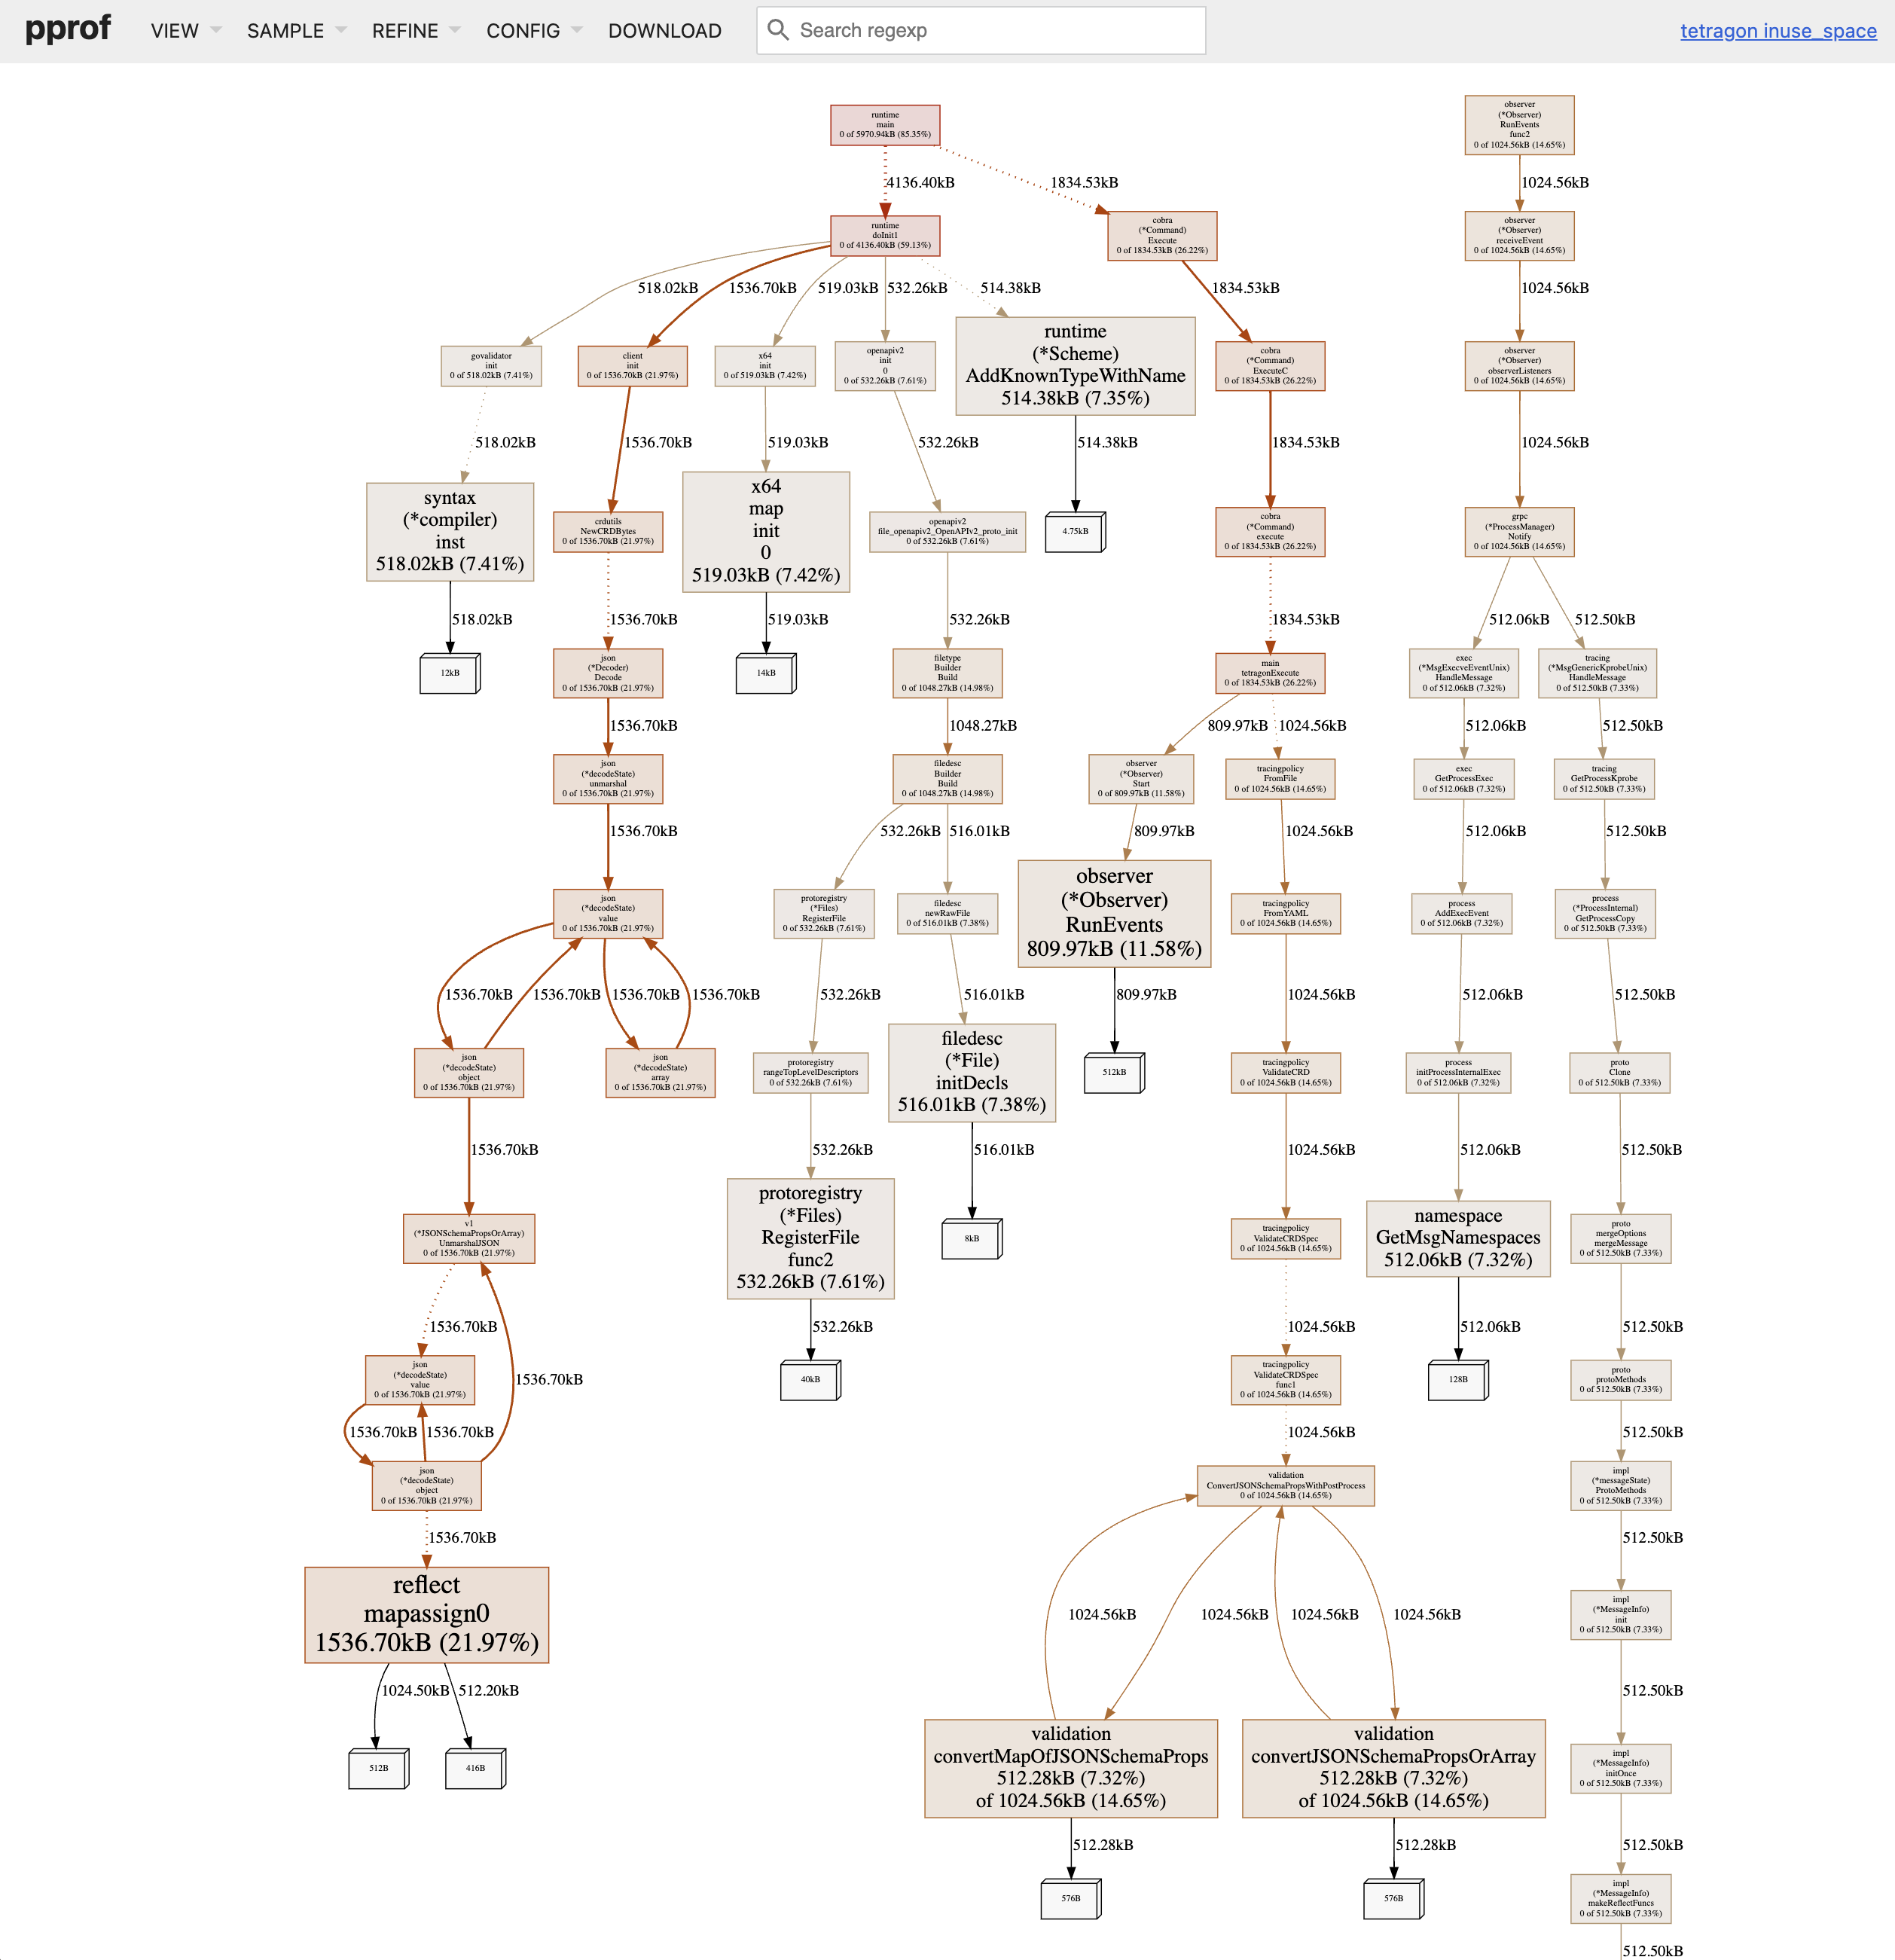 pprof VIEW SAMPLE REFINE CONFIG DOWNLOAD Search regexp tetragon inuse_space
runtime
main
0 of 5970.94kB (85.35%)
observer
(*Observer)
RunEvents
func2
0 of 1024.56kB (14.65%)
4136.40kB 1834.53kB 1024.56kB
runtime
doInit1
0 of 4136.40kB (59.13%)
cobra
(*Command)
Execute
0 of 1834.53kB (26.22%)
observer
(*Observer)
receiveEvent
0 of 1024.56kB (14.65%)
518.02kB 1536.70kB 519.03kB 532.26kB 514.38kB 1834.53kB 1024.56kB
govalidator
init
0 of 518.02kB (7.41%)
client
init
0 of 1536.70kB (21.97%)
x64
init
0 of 519.03kB (7.42%)
openapiv2
init
0
0 of 532.26kB (7.61%)
runtime
(*Scheme)
AddKnownTypeWithName
514.38kB (7.35%)
cobra
(*Command)
ExecuteC
0 of 1834.53kB (26.22%)
observer
(*Observer)
observerListeners
0 of 1024.56kB (14.65%)
518.02kB 1536.70kB 519.03kB 532.26kB 514.38kB 1834.53kB 1024.56kB
syntax
(*compiler)
inst
518.02kB (7.41%)
crdutils
NewCRDBytes
0 of 1536.70kB (21.97%)
x64
map
init
0
519.03kB (7.42%)
openapiv2
file_openapiv2_OpenAPIv2_proto_init
0 of 532.26kB (7.61%)
4.75kB
cobra
(*Command)
execute
0 of 1834.53kB (26.22%)
grpc
(*ProcessManager)
Notify
0 of 1024.56kB (14.65%)
518.02kB 1536.70kB 519.03kB 532.26kB 1834.53kB 512.06kB 512.50kB
12kB
json
(*Decoder)
Decode
0 of 1536.70kB (21.97%)
14kB
filetype
Builder
Build
0 of 1048.27kB (14.98%)
main
tetragonExecute
0 of 1834.53kB (26.22%)
exec
(*MsgExecveEventUnix)
HandleMessage
0 of 512.06kB (7.32%)
tracing
(*MsgGenericKprobeUnix)
HandleMessage
0 of 512.50kB (7.33%)
1536.70kB 1048.27kB 809.97kB 1024.56kB 512.06kB 512.50kB
json
(*decodeState)
unmarshal
0 of 1536.70kB (21.97%)
filedesc
Builder
Build
0 of 1048.27kB (14.98%)
observer
(*Observer)
Start
0 of 809.97kB (11.58%)
tracingpolicy
FromFile
0 of 1024.56kB (14.65%)
exec
GetProcessExec
0 of 512.06kB (7.32%)
tracing
GetProcessKprobe
0 of 512.50kB (7.33%)
1536.70kB 532.26kB 516.01kB 809.97kB 1024.56kB 512.06kB 512.50kB
json
(*decodeState)
value
0 of 1536.70kB (21.97%)
protoregistry
(*Files)
RegisterFile
0 of 532.26kB (7.61%)
filedesc
newRawFile
0 of 516.01kB (7.38%)
observer
(*Observer)
RunEvents
809.97kB (11.58%)
tracingpolicy
FromYAML
0 of 1024.56kB (14.65%)
process
AddExecEvent
0 of 512.06kB (7.32%)
process
(*ProcessInternal)
GetProcessCopy
0 of 512.50kB (7.33%)
1536.70kB 1536.70kB 1536.70kB 1536.70kB 532.26kB 516.01kB 809.97kB 1024.56kB 512.06kB 512.50kB
json
(*decodeState)
object
0 of 1536.70kB (21.97%)
json
(*decodeState)
array
0 of 1536.70kB (21.97%)
protoregistry
rangeTopLevelDescriptors
0 of 532.26kB (7.61%)
filedesc
(*File)
initDecls
516.01kB (7.38%)
512kB
tracingpolicy
ValidateCRD
0 of 1024.56kB (14.65%)
process
initProcessInternalExec
0 of 512.06kB (7.32%)
proto
Clone
0 of 512.50kB (7.33%)
1536.70kB 532.26kB 516.01kB 1024.56kB 512.06kB 512.50kB
v1
(*JSONSchemaPropsOrArray)
UnmarshalJSON
0 of 1536.70kB (21.97%)
protoregistry
(*Files)
RegisterFile
func2
532.26kB (7.61%)
8kB
tracingpolicy
ValidateCRDSpec
0 of 1024.56kB (14.65%)
namespace
GetMsgNamespaces
512.06kB (7.32%)
proto
mergeOptions
mergeMessage
0 of 512.50kB (7.33%)
1536.70kB 532.26kB 1024.56kB 512.06kB 512.50kB
json
(*decodeState)
value
0 of 1536.70kB (21.97%)
1536.70kB
40kB
tracingpolicy
ValidateCRDSpec
func1
0 of 1024.56kB (14.65%)
128B
proto
protoMethods
0 of 512.50kB (7.33%)
1536.70kB 1536.70kB 1024.56kB 512.50kB
json
(*decodeState)
object
0 of 1536.70kB (21.97%)
validation
ConvertJSONSchemaPropsWithPostProcess
0 of 1024.56kB (14.65%)
impl
(*messageState)
ProtoMethods
0 of 512.50kB (7.33%)
1536.70kB 512.50kB
reflect
mapassign0
1536.70kB (21.97%)
1024.56kB 1024.56kB 1024.56kB 1024.56kB
impl
(*MessageInfo)
init
0 of 512.50kB (7.33%)
1024.50kB 512.20kB 512.50kB
512B
416B
validation
convertMapOfJSONSchemaProps
512.28kB (7.32%)
of 1024.56kB (14.65%)
validation
convertJSONSchemaPropsOrArray
512.28kB (7.32%)
of 1024.56kB (14.65%)
impl
(*MessageInfo)
initOnce
0 of 512.50kB (7.33%)
512.28kB 512.28kB 512.50kB
576B
576B
impl
(*MessageInfo)
makeReflectFuncs
0 of 512.50kB (7.33%)
512.50kB